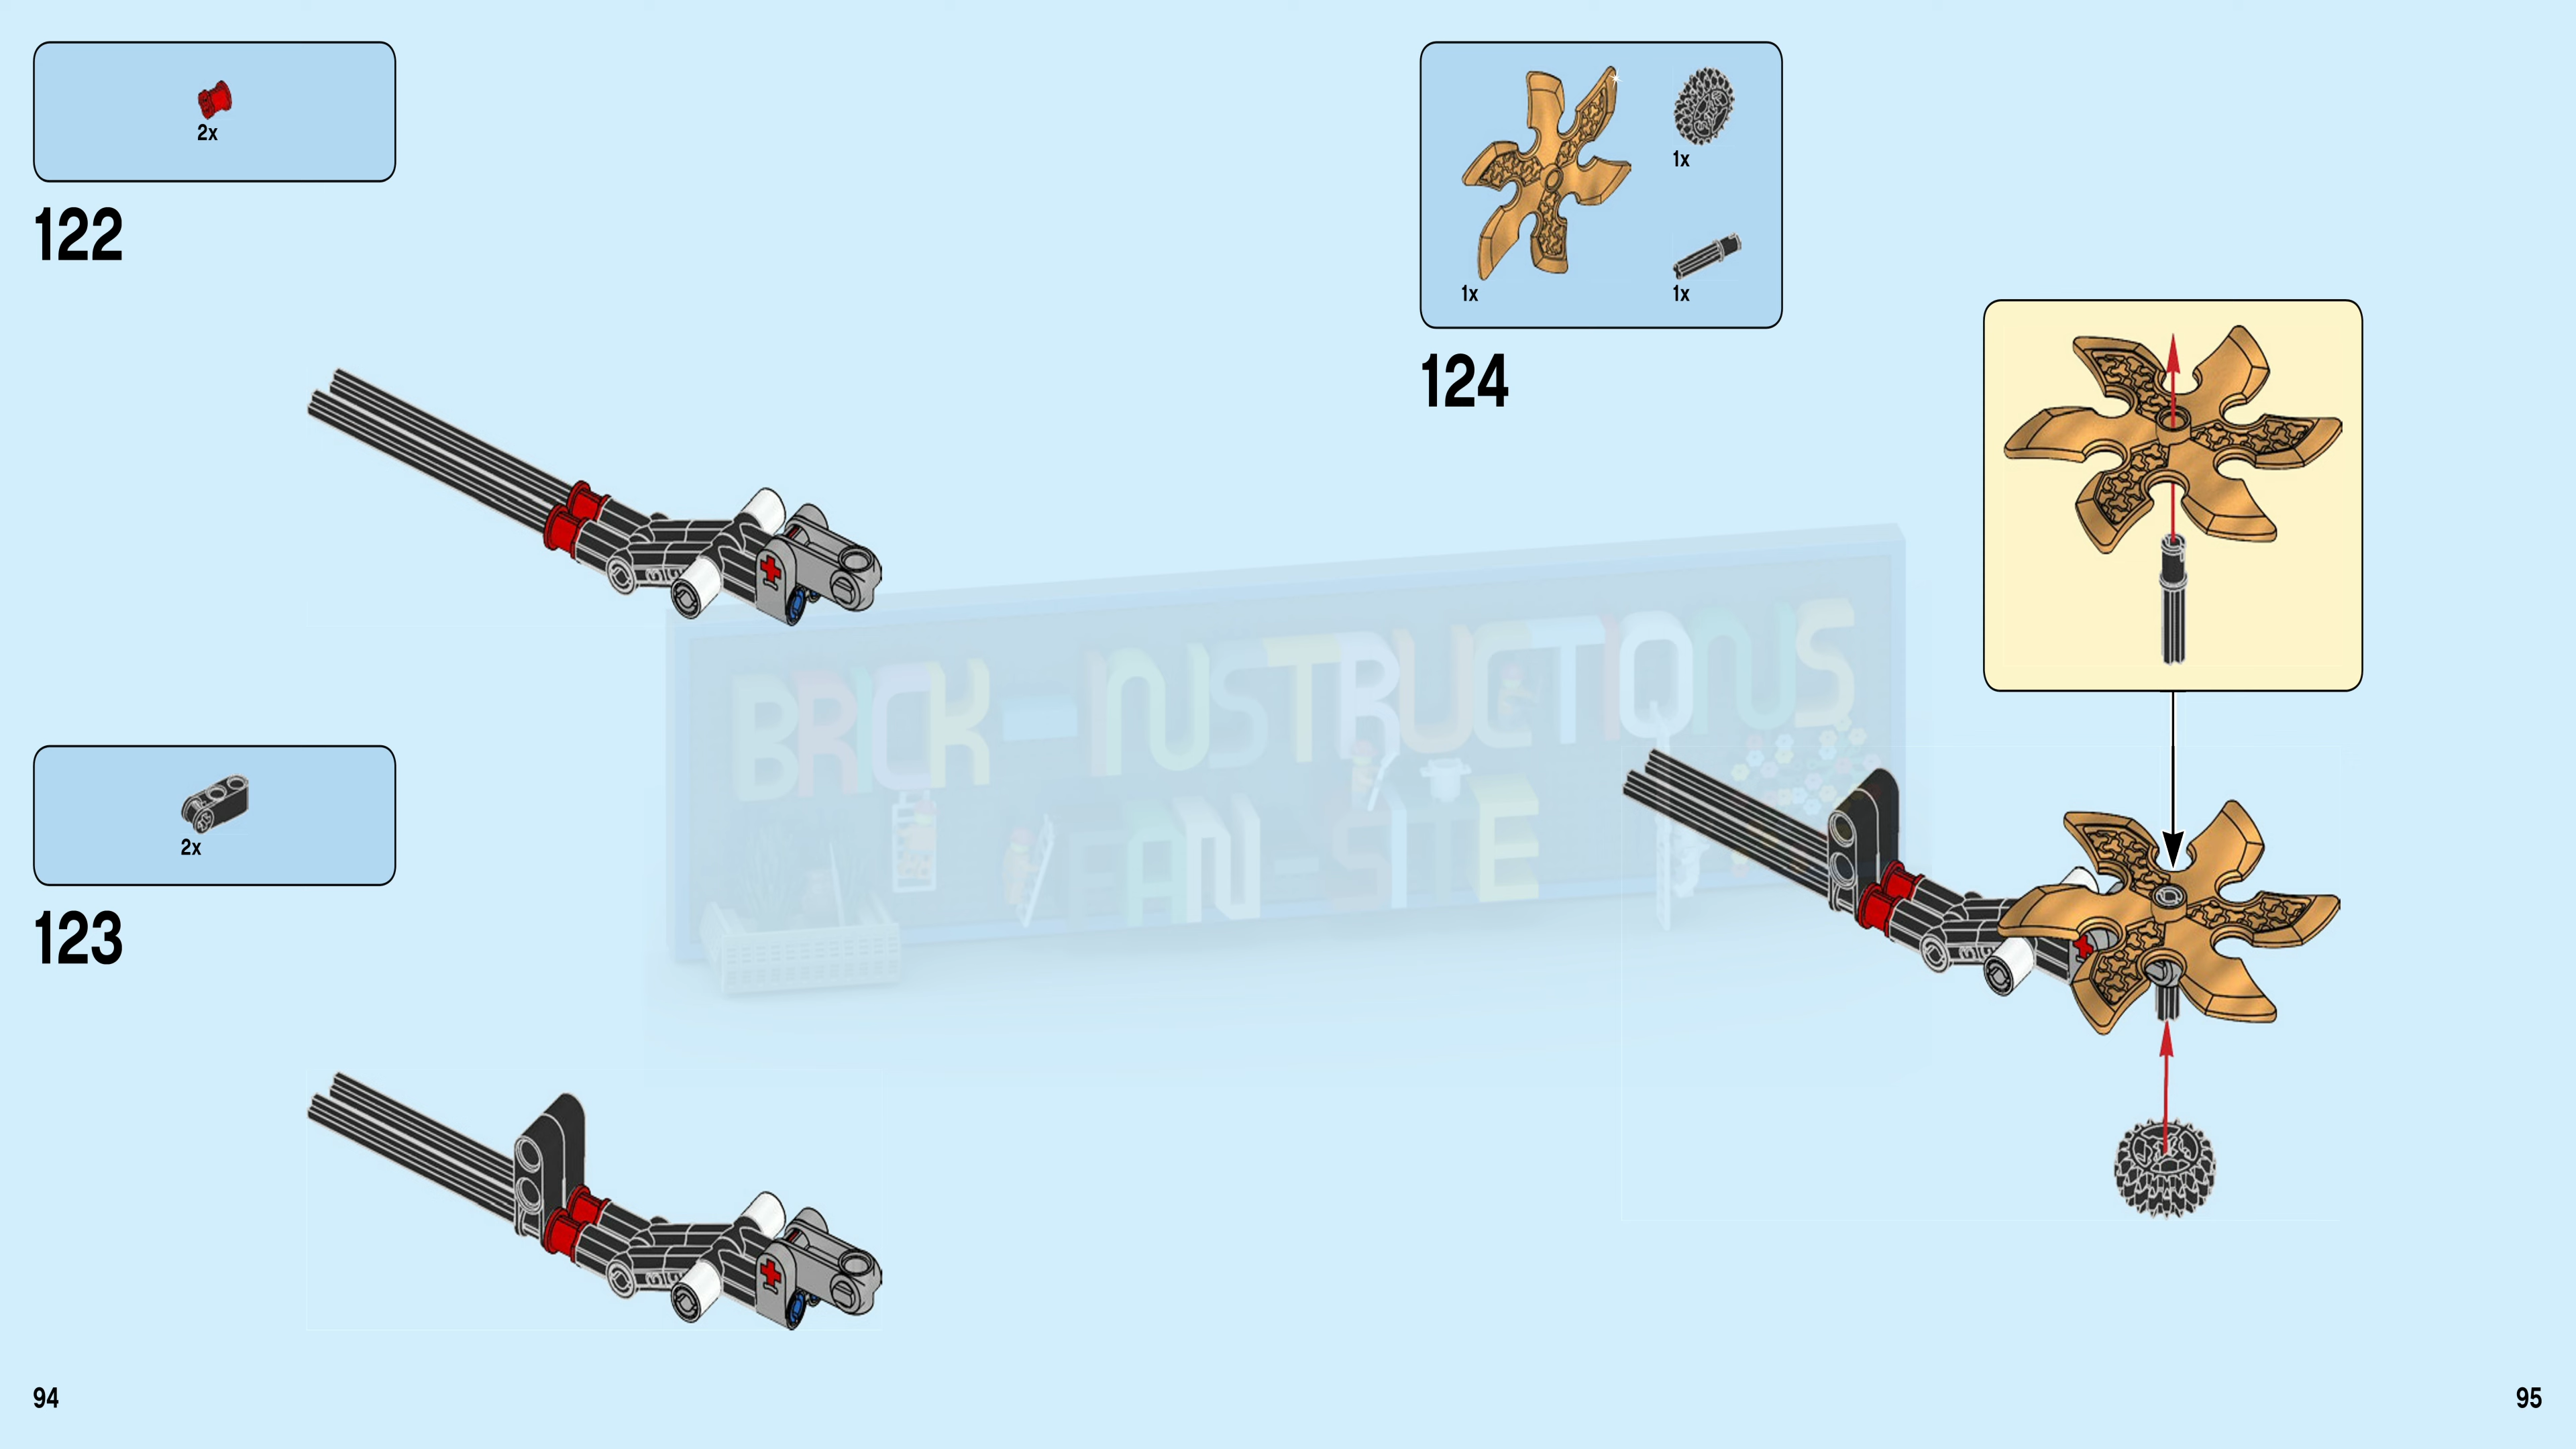 2x
122
2x
123
1x
1x
1x
124
BRICK-INSTRUCTIONS
FAN-SITE
94
95